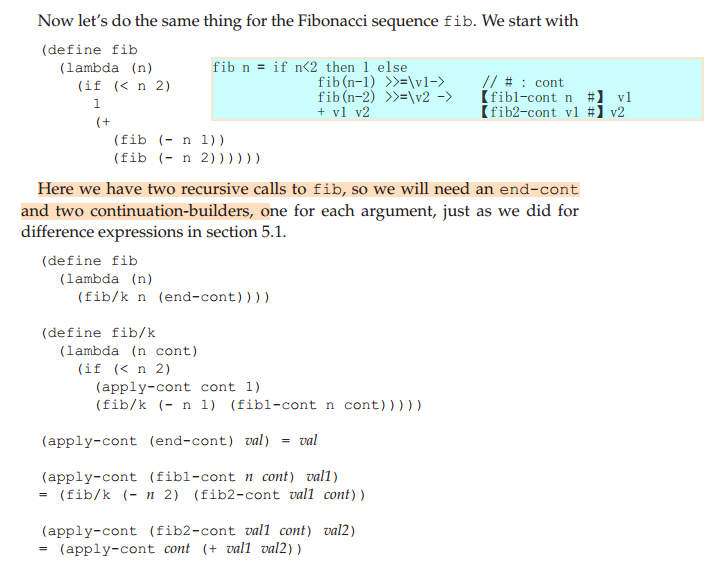 Now let’s do the same thing for the Fibonacci sequence fib. We start with
(define fib
(lambda (n)
(if (< n 2)
1
(+
(fib (- n 1))
(fib (- n 2))))))
fib n = if n<2 then 1 else
fib(n-1) >>=\v1-> // # : cont
fib(n-2) >>=\v2 -> 【fib1-cont n #】 v1
+ v1 v2 【fib2-cont v1 #】 v2
Here we have two recursive calls to fib, so we will need an end-cont
and two continuation-builders, one for each argument, just as we did for
difference expressions in section 5.1.
(define fib
(lambda (n)
(fib/k n (end-cont))))
(define fib/k
(lambda (n cont)
(if (< n 2)
(apply-cont cont 1)
(fib/k (- n 1) (fib1-cont n cont)))))
(apply-cont (end-cont) val) = val
(apply-cont (fib1-cont n cont) val1)
= (fib/k (- n 2) (fib2-cont val1 cont))
(apply-cont (fib2-cont val1 cont) val2)
= (apply-cont cont (+ val1 val2))